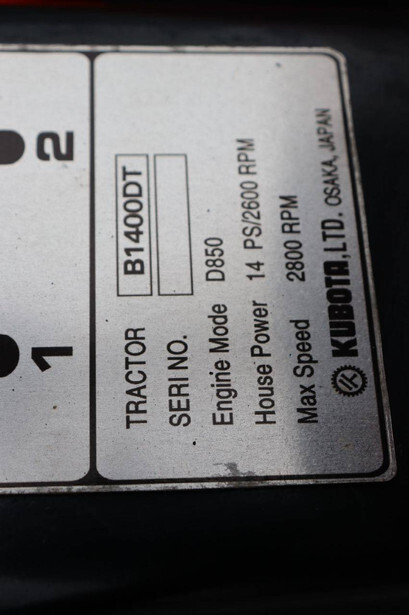 1 2
TRACTOR B1400DT
SERI NO.
Engine Mode D850
House Power 14 PS/2600 RPM
Max Speed 2800 RPM
KUBOTA, LTD. OSAKA, JAPAN